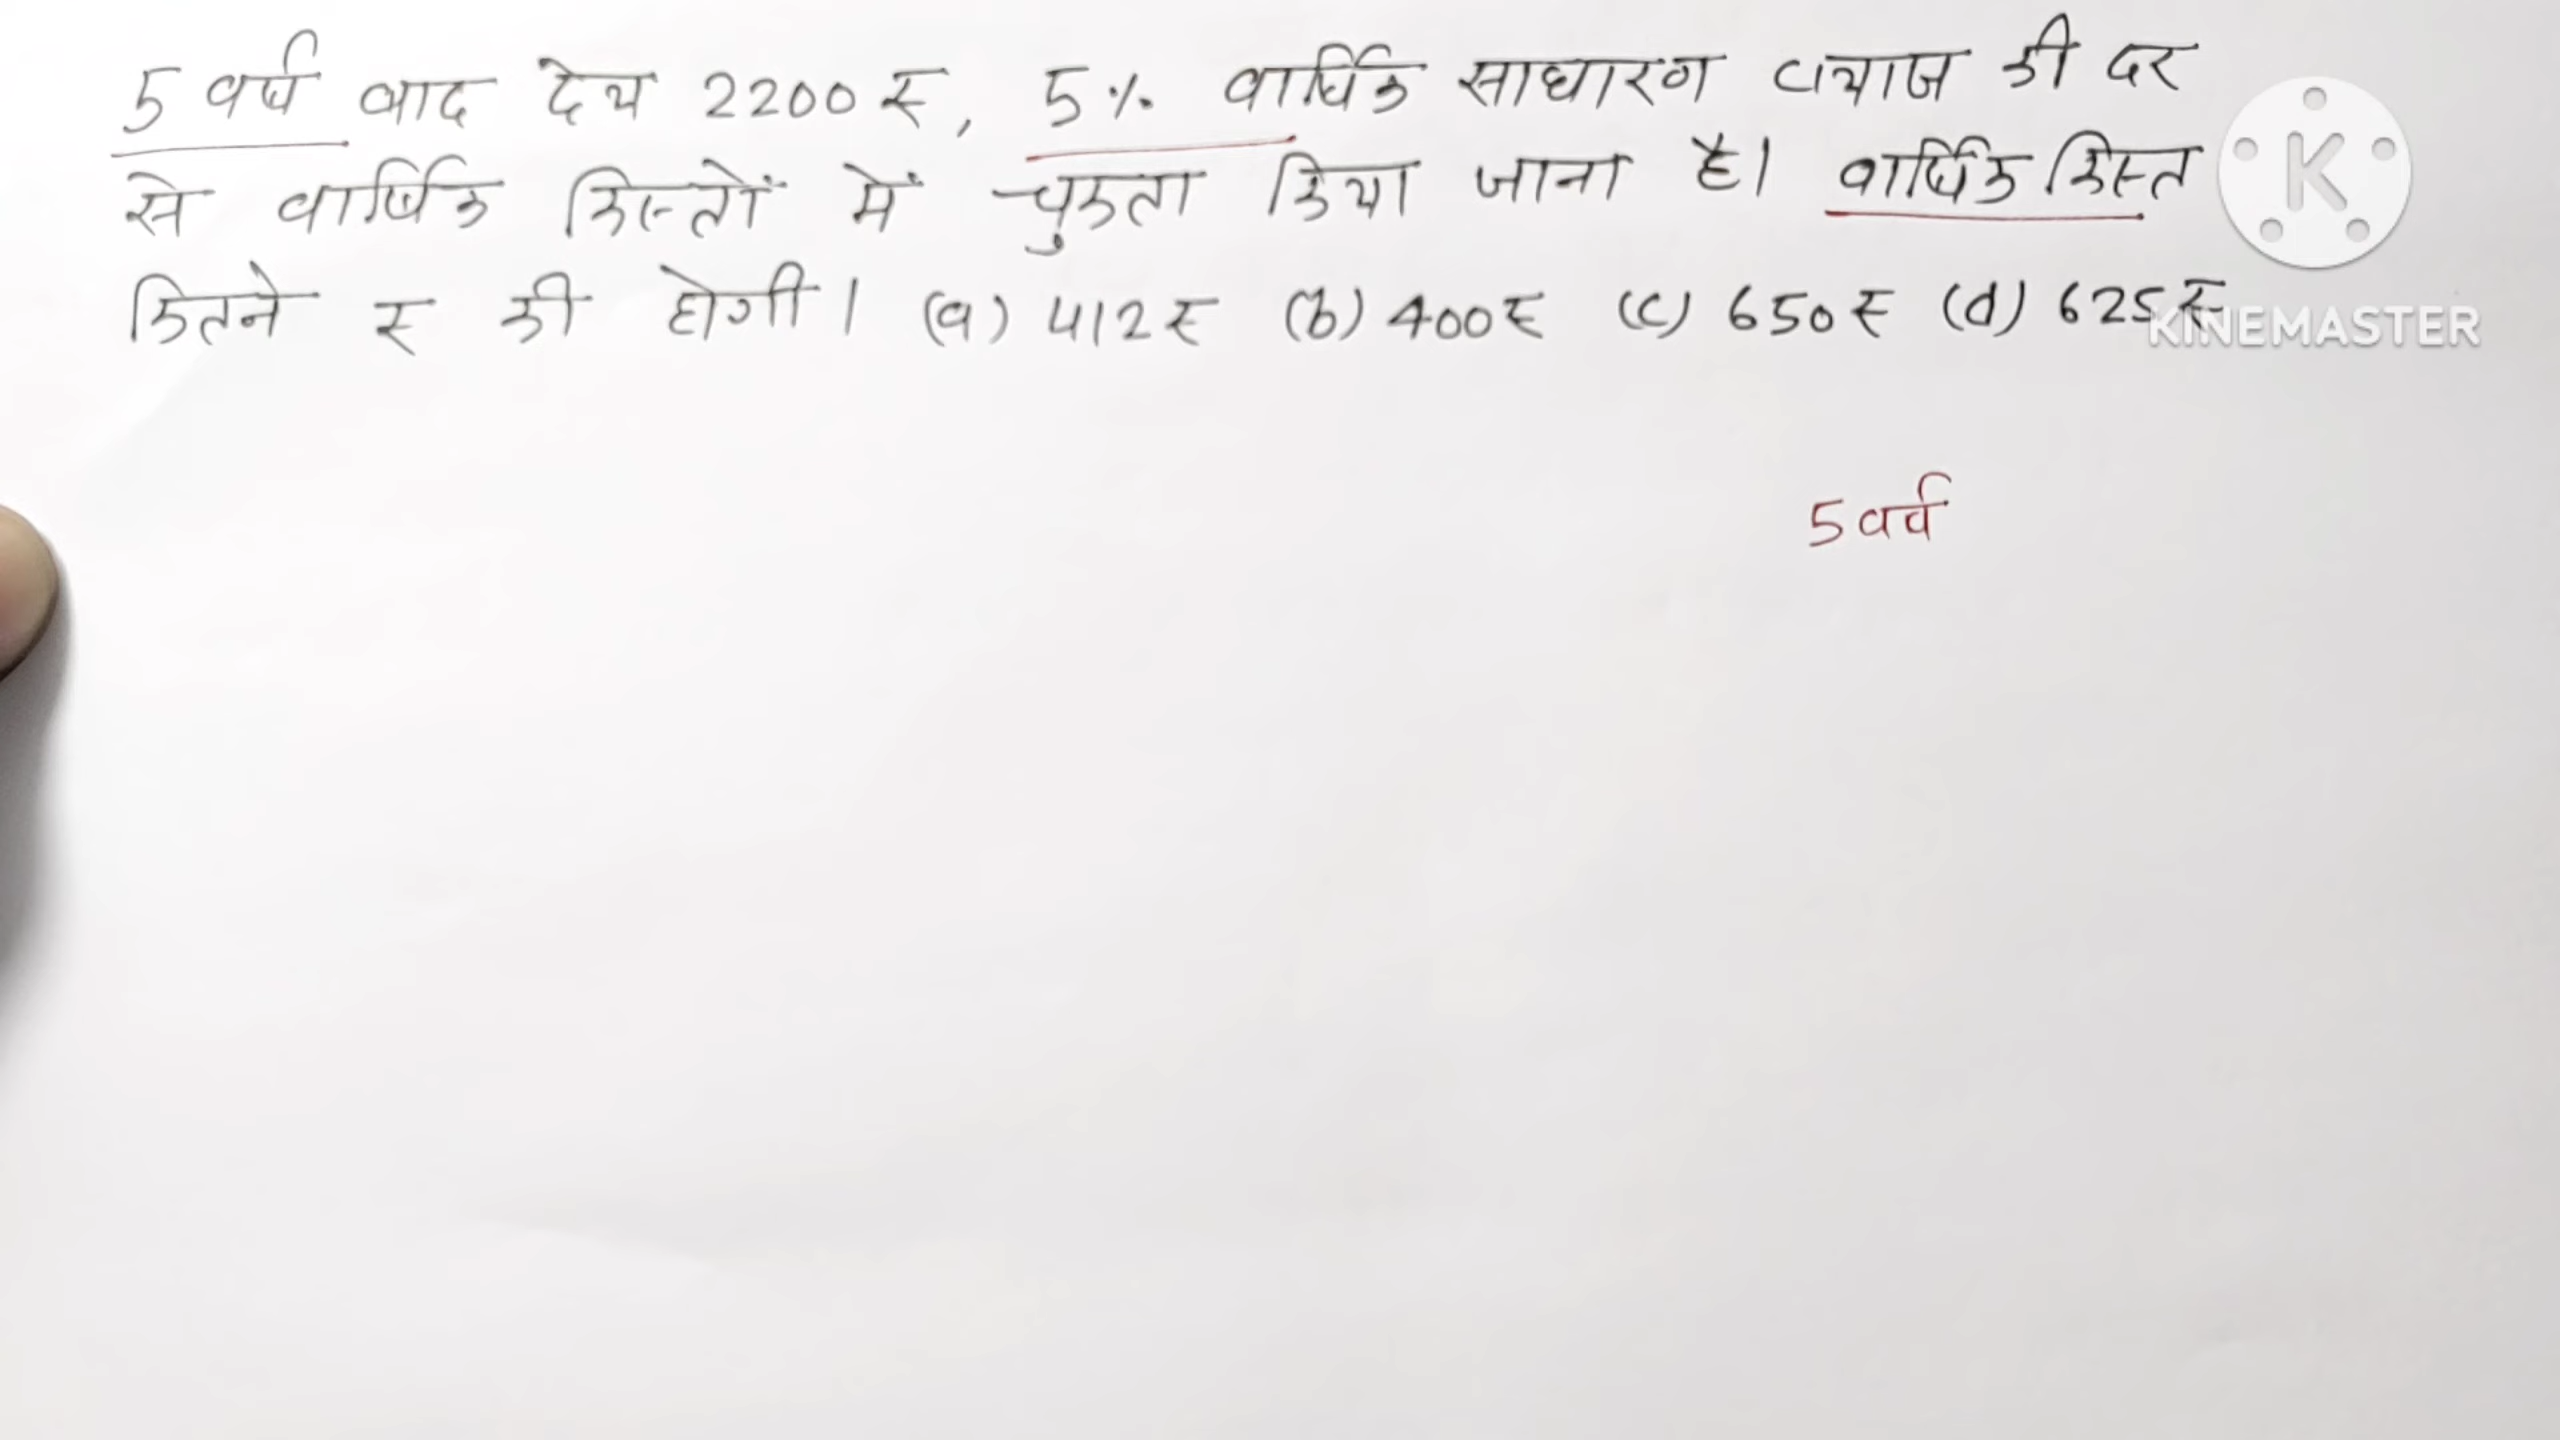 5 वर्ष बाद देय 2200 रु, 5% वार्षिक साधारण ब्याज की दर
से वार्षिक किस्तों में चुकता किया जाना है। वार्षिक किस्त
कितने रु की होगी। (a) 412 रु (b) 400 रु (c) 650 रु (d) 625 रु
K
KINEMASTER
5 वर्ष